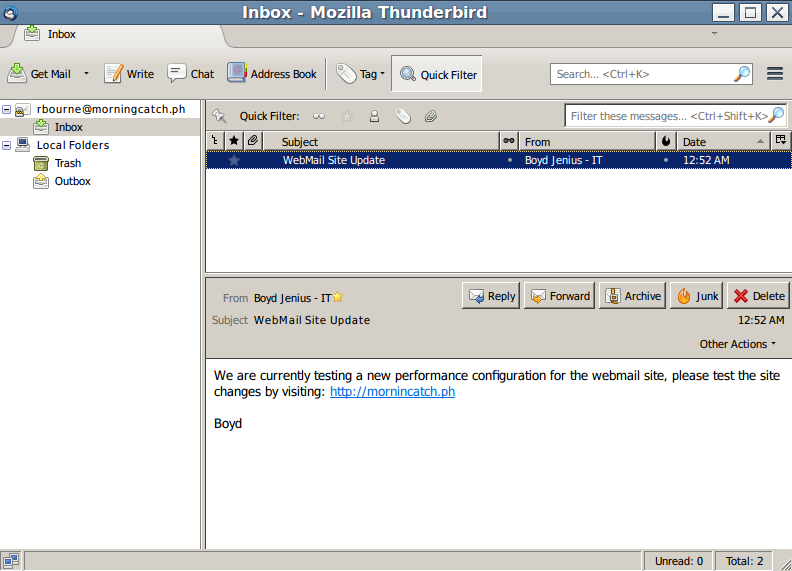 Inbox - Mozilla Thunderbird
Inbox
Get Mail Write Chat Address Book Tag Quick Filter Search... <Ctrl+K>
rbourne@morningcatch.ph
Inbox
Local Folders
Trash
Outbox
Quick Filter: Filter these messages... <Ctrl+Shift+K>
Subject From Date
WebMail Site Update Boyd Jenius - IT 12:52 AM
From Boyd Jenius - IT Reply Forward Archive Junk Delete
Subject WebMail Site Update 12:52 AM
Other Actions
We are currently testing a new performance configuration for the webmail site, please test the site
changes by visiting: http://mornincatch.ph
Boyd
Unread: 0 Total: 2